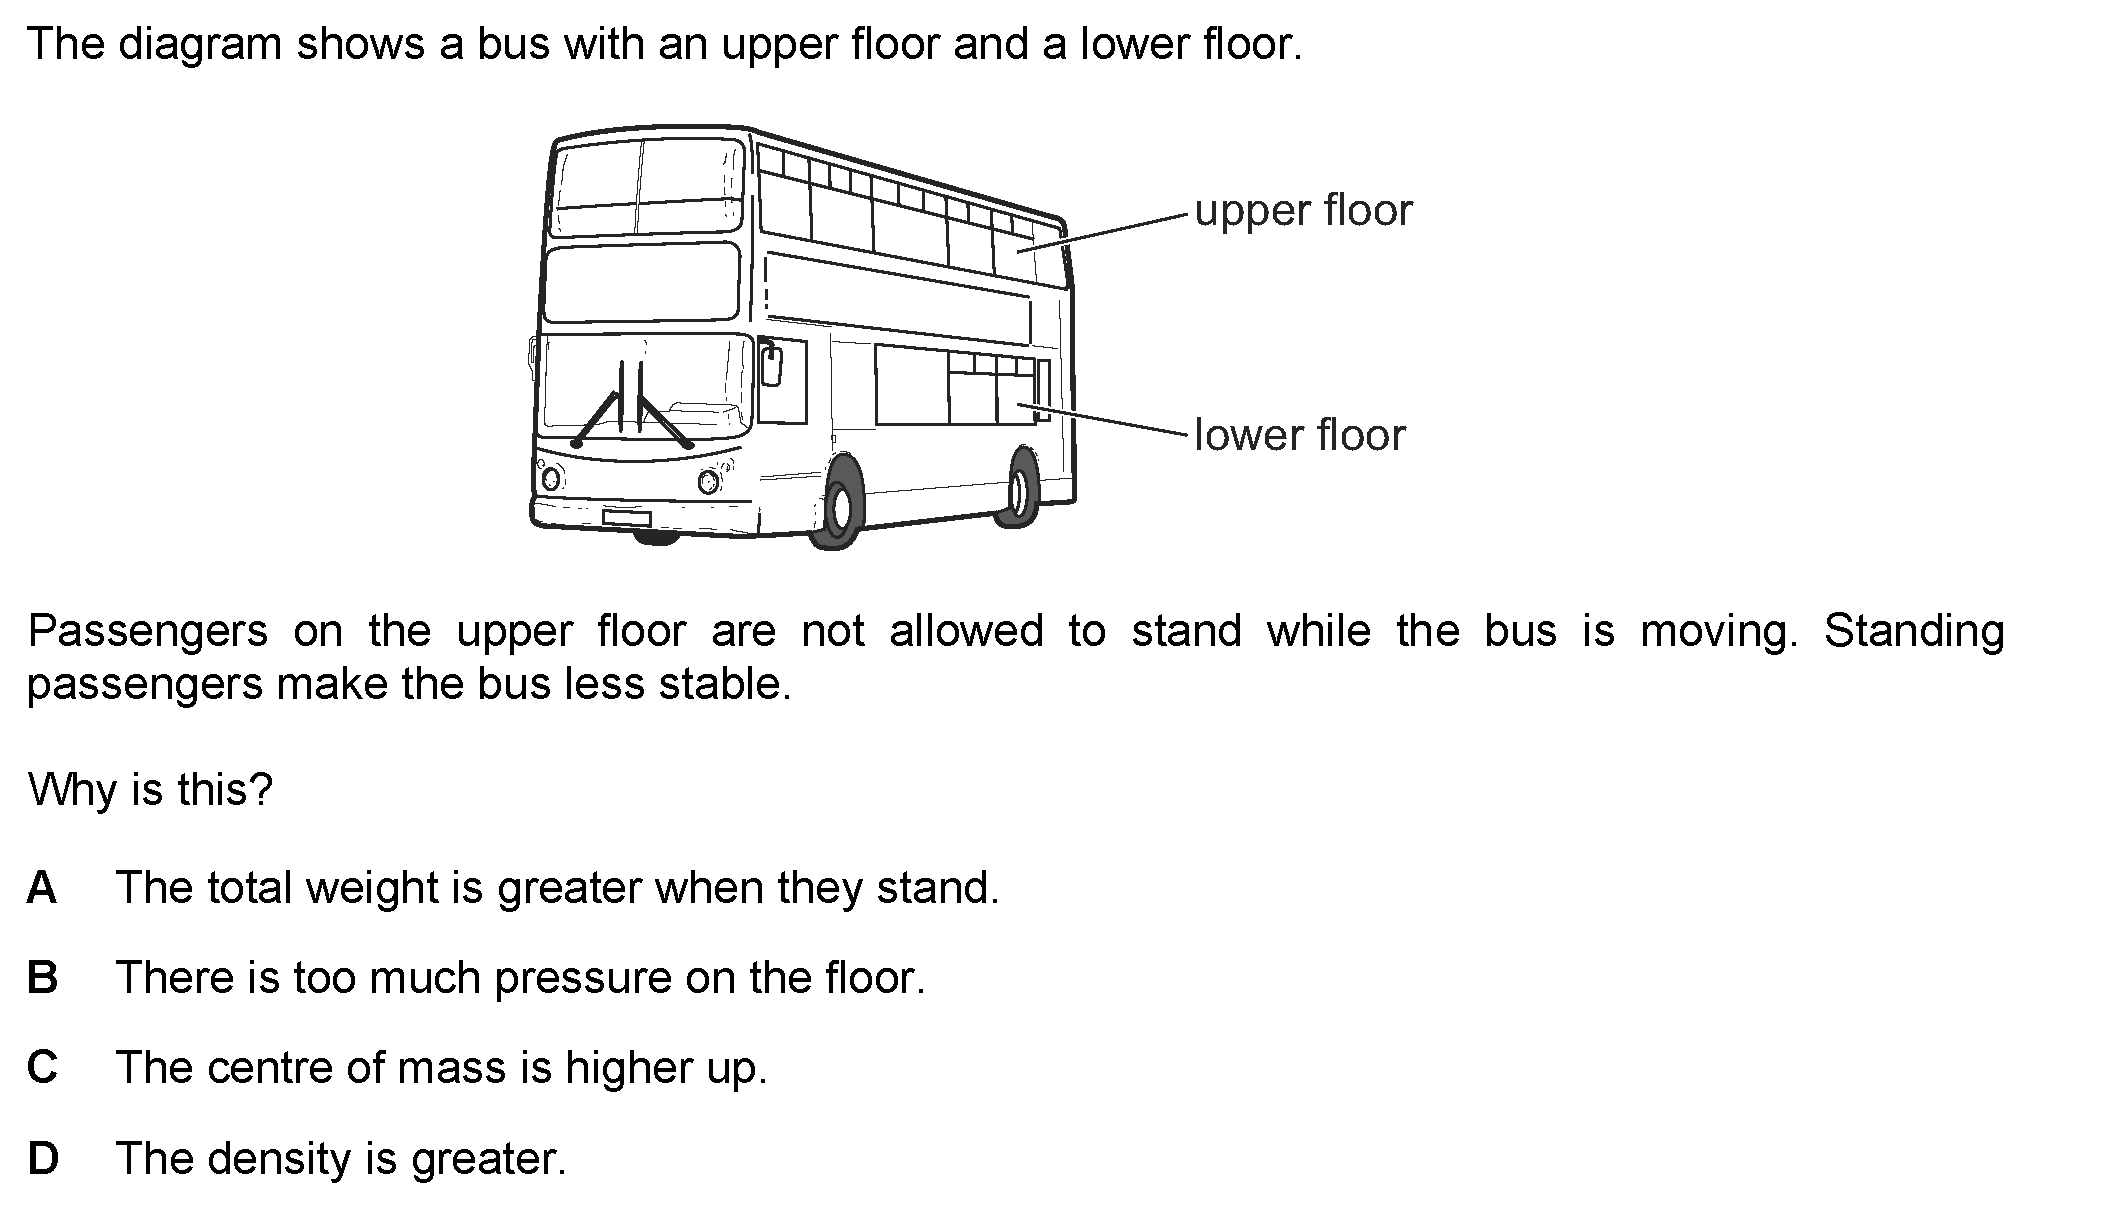 The diagram shows a bus with an upper floor and a lower floor.
upper floor
lower floor
Passengers on the upper floor are not allowed to stand while the bus is moving. Standing
passengers make the bus less stable.
Why is this?
A The total weight is greater when they stand.
B There is too much pressure on the floor.
C The centre of mass is higher up.
D The density is greater.